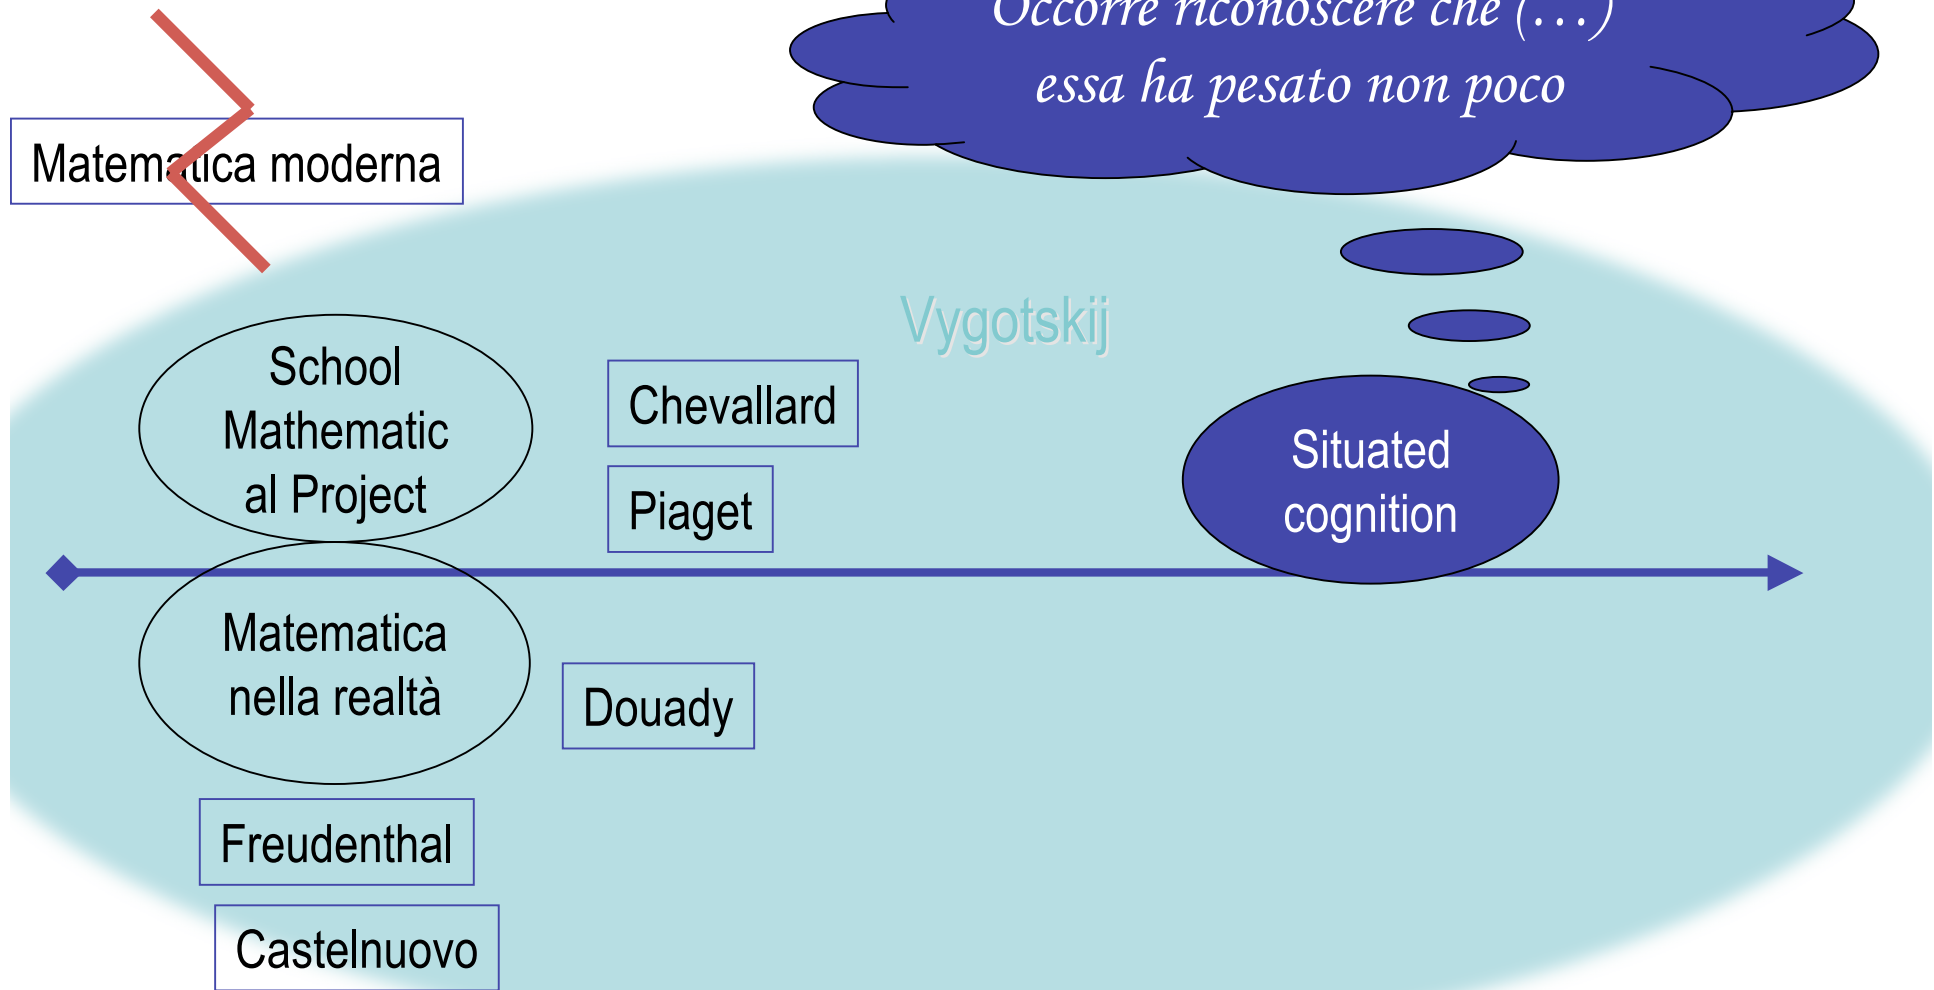 Occorre riconoscere che (…)
essa ha pesato non poco
Matematica moderna
Vygotskij
School
Mathematic
al Project
Chevallard
Piaget
Situated
cognition
Matematica
nella realtà
Douady
Freudenthal
Castelnuovo